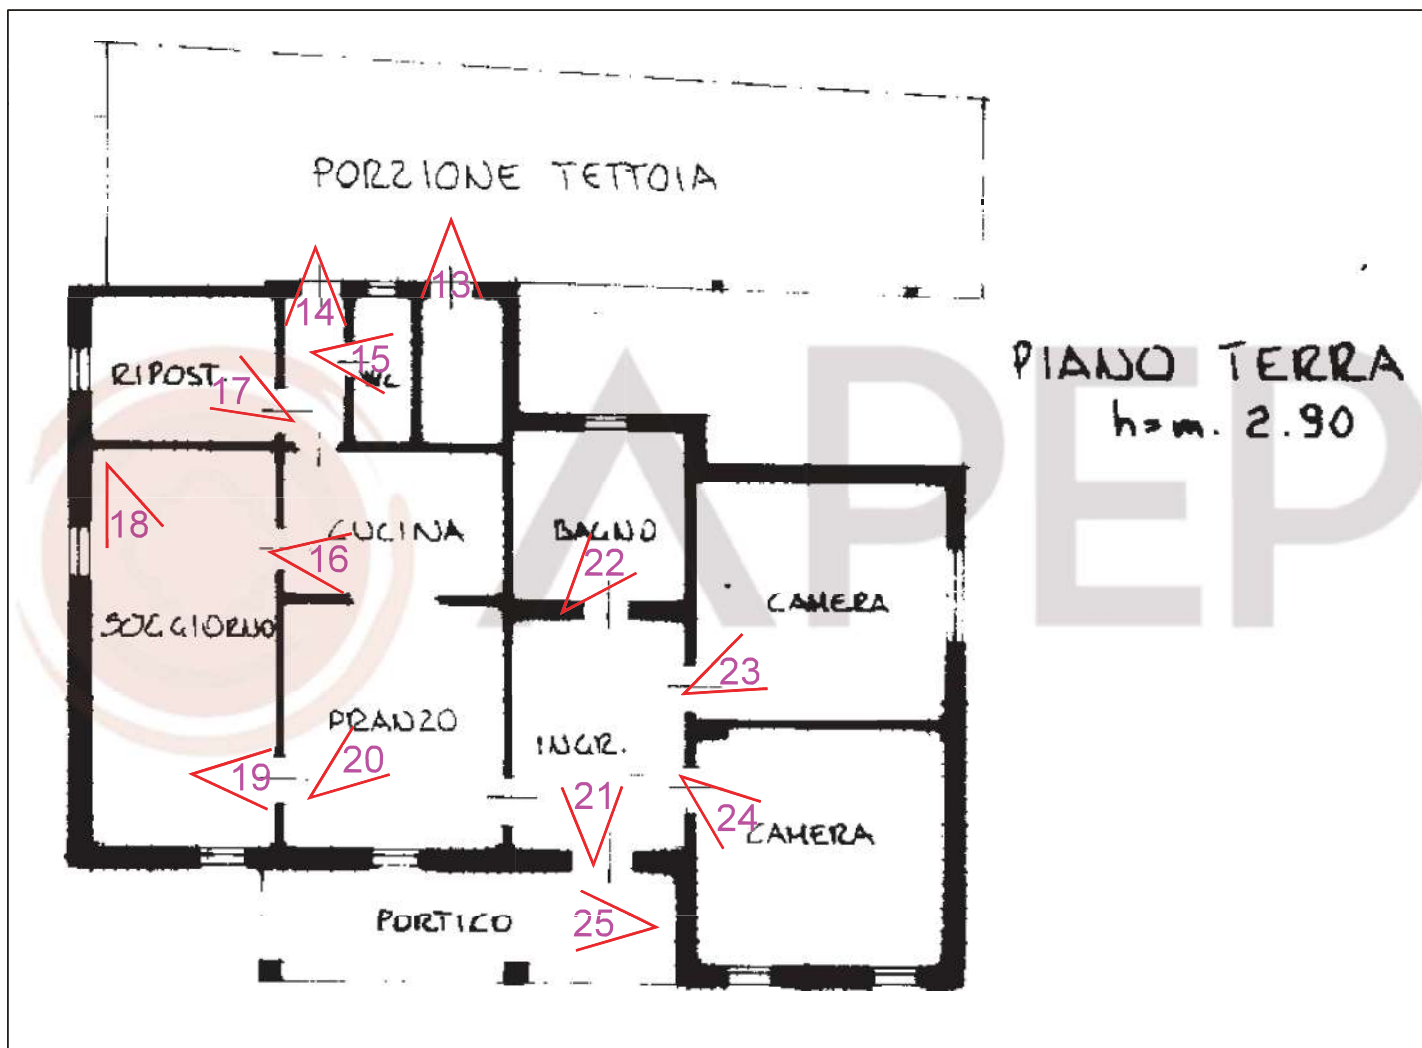 PORZIONE TETTOIA
13
14
15
WC
RIPOST.
17
PIANO TERRA
h=m. 2.90
APEP
18
CUCINA
16
BAGNO
22
CAMERA
SOGGIORNO
23
PRANZO
INGR.
19
20
21
24
CAMERA
PORTICO
25